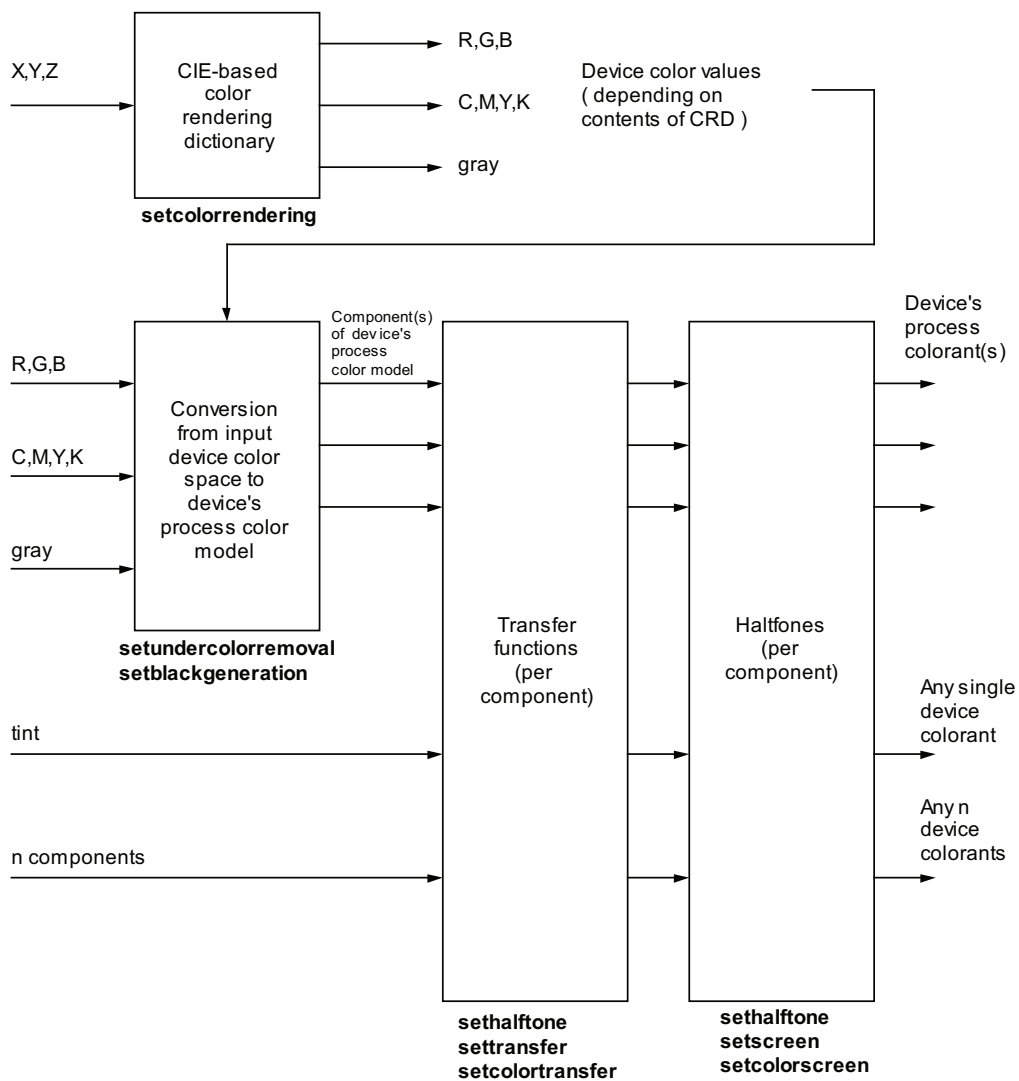 X,Y,Z
CIE-based
color
rendering
dictionary
R,G,B
C,M,Y,K
gray
Device color values
( depending on
contents of CRD )
setcolorrendering
R,G,B
C,M,Y,K
gray
Conversion
from input
device color
space to
device's
process color
model
setundercolorremoval
setblackgeneration
Component(s)
of device's
process
color model
Transfer
functions
(per
component)
Haltfones
(per
component)
Device's
process
colorant(s)
tint
Any single
device
colorant
n components
Any n
device
colorants
sethalftone
settransfer
setcolortransfer
sethalftone
setscreen
setcolorscreen